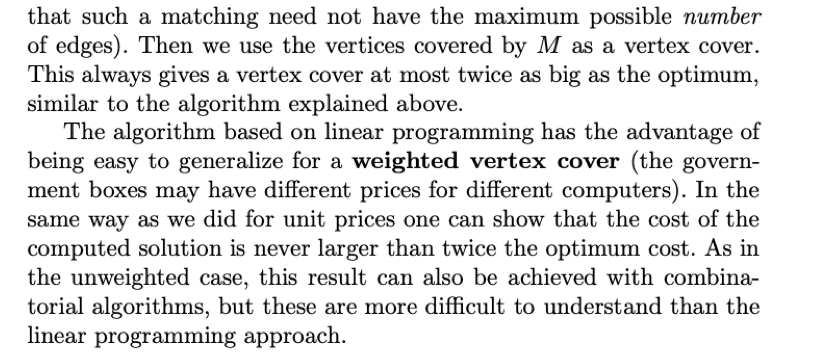 that such a matching need not have the maximum possible number
of edges). Then we use the vertices covered by M as a vertex cover.
This always gives a vertex cover at most twice as big as the optimum,
similar to the algorithm explained above.
The algorithm based on linear programming has the advantage of
being easy to generalize for a weighted vertex cover (the govern-
ment boxes may have different prices for different computers). In the
same way as we did for unit prices one can show that the cost of the
computed solution is never larger than twice the optimum cost. As in
the unweighted case, this result can also be achieved with combina-
torial algorithms, but these are more difficult to understand than the
linear programming approach.